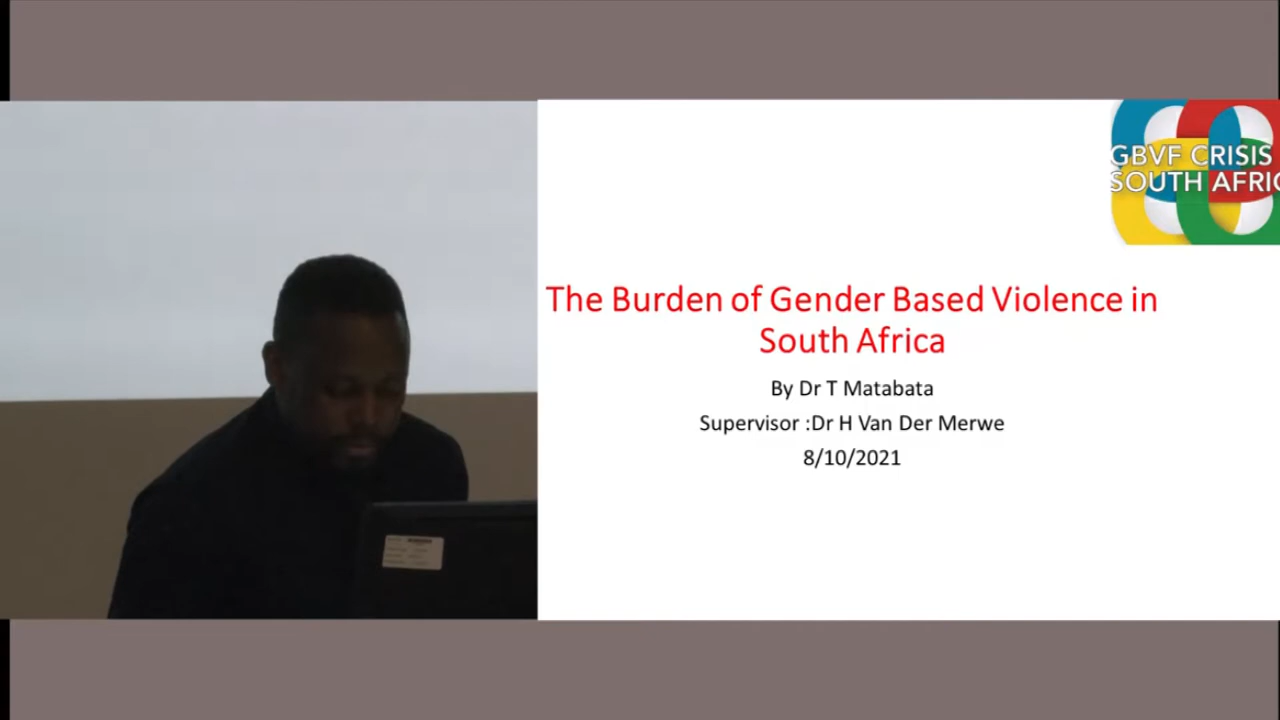 GBVF CRISIS
SOUTH
The Burden of Gender Based Violence in
South Africa
By Dr T Matabata
Supervisor :Dr H Van Der Merwe
8/10/2021